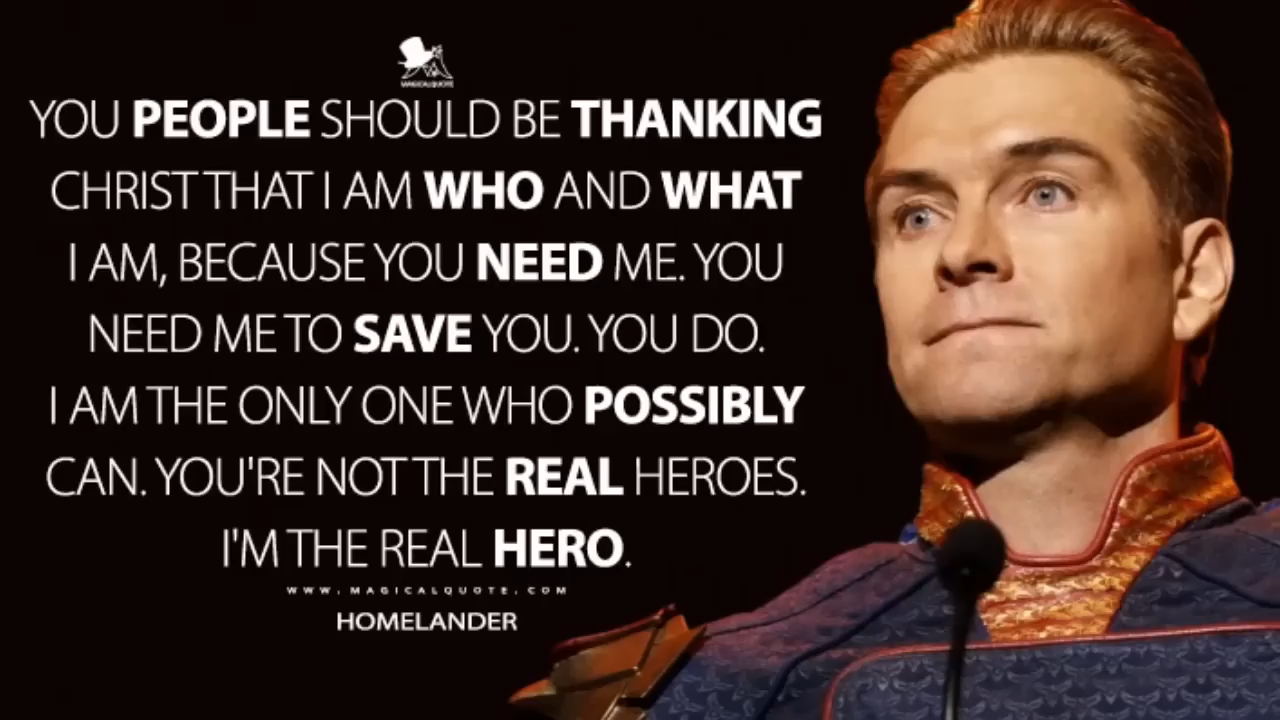 MAGICALQUOTE
YOU PEOPLE SHOULD BE THANKING
CHRIST THAT I AM WHO AND WHAT
I AM, BECAUSE YOU NEED ME. YOU
NEED ME TO SAVE YOU. YOU DO.
I AM THE ONLY ONE WHO POSSIBLY
CAN. YOU'RE NOT THE REAL HEROES.
I'M THE REAL HERO.
WWW.MAGICALQUOTE.COM
HOMELANDER